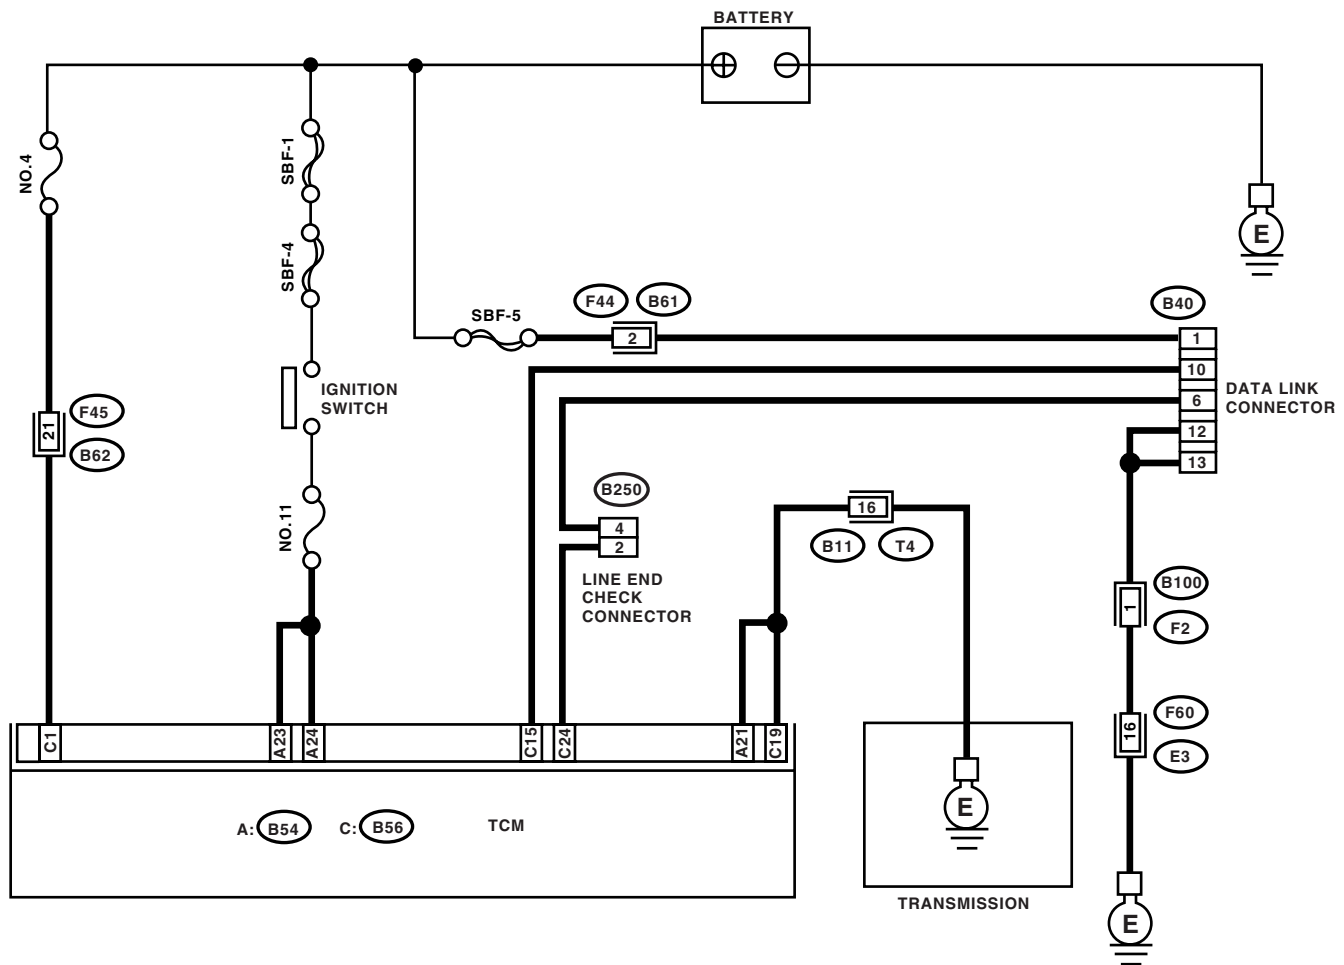 BATTERY
NO.4
SBF-1
SBF-4
E
F44
B61
B40
SBF-5
2
1
10
IGNITION
SWITCH
DATA LINK
CONNECTOR
6
F45
21
12
B62
13
B250
NO.11
16
4
B11
T4
2
LINE END
CHECK
CONNECTOR
B100
1
F2
F60
16
E3
C1
A23
A24
C15
C24
A21
C19
E
A:
B54
C:
B56
TCM
TRANSMISSION
E